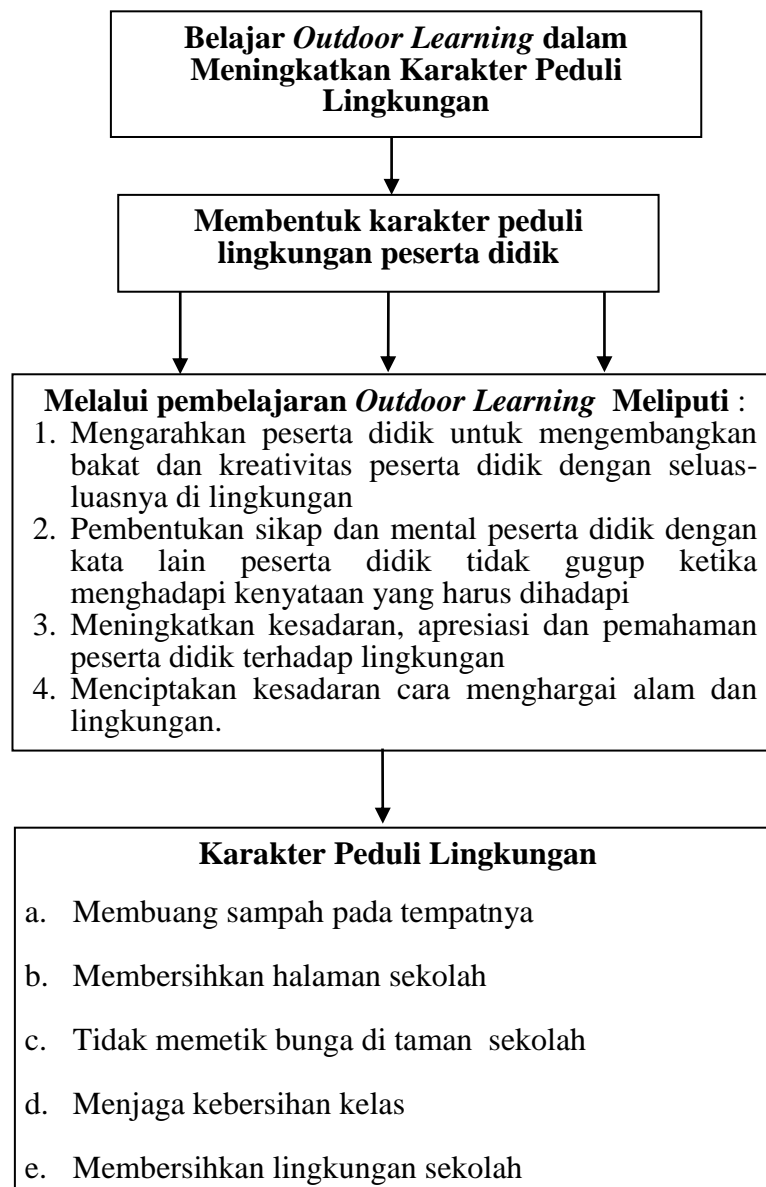 Belajar Outdoor Learning dalam
Meningkatkan Karakter Peduli
Lingkungan
Membentuk karakter peduli
lingkungan peserta didik
Melalui pembelajaran Outdoor Learning Meliputi :
1. Mengarahkan peserta didik untuk mengembangkan
bakat dan kreativitas peserta didik dengan seluas-
luasnya di lingkungan
2. Pembentukan sikap dan mental peserta didik dengan
kata lain peserta didik tidak gugup ketika
menghadapi kenyataan yang harus dihadapi
3. Meningkatkan kesadaran, apresiasi dan pemahaman
peserta didik terhadap lingkungan
4. Menciptakan kesadaran cara menghargai alam dan
lingkungan.
Karakter Peduli Lingkungan
a. Membuang sampah pada tempatnya
b. Membersihkan halaman sekolah
c. Tidak memetik bunga di taman sekolah
d. Menjaga kebersihan kelas
e. Membersihkan lingkungan sekolah